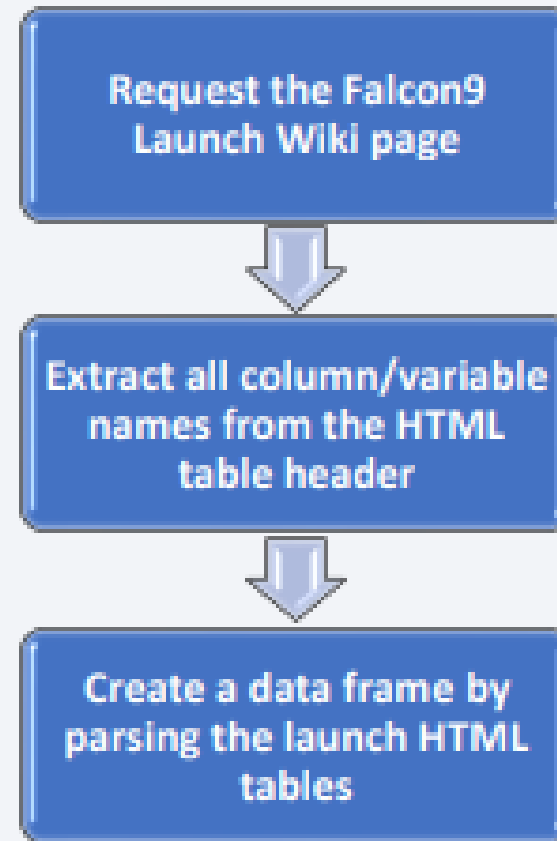 Request the Falcon9
Launch Wiki page
Extract all column/variable
names from the HTML
table header
Create a data frame by
parsing the launch HTML
tables